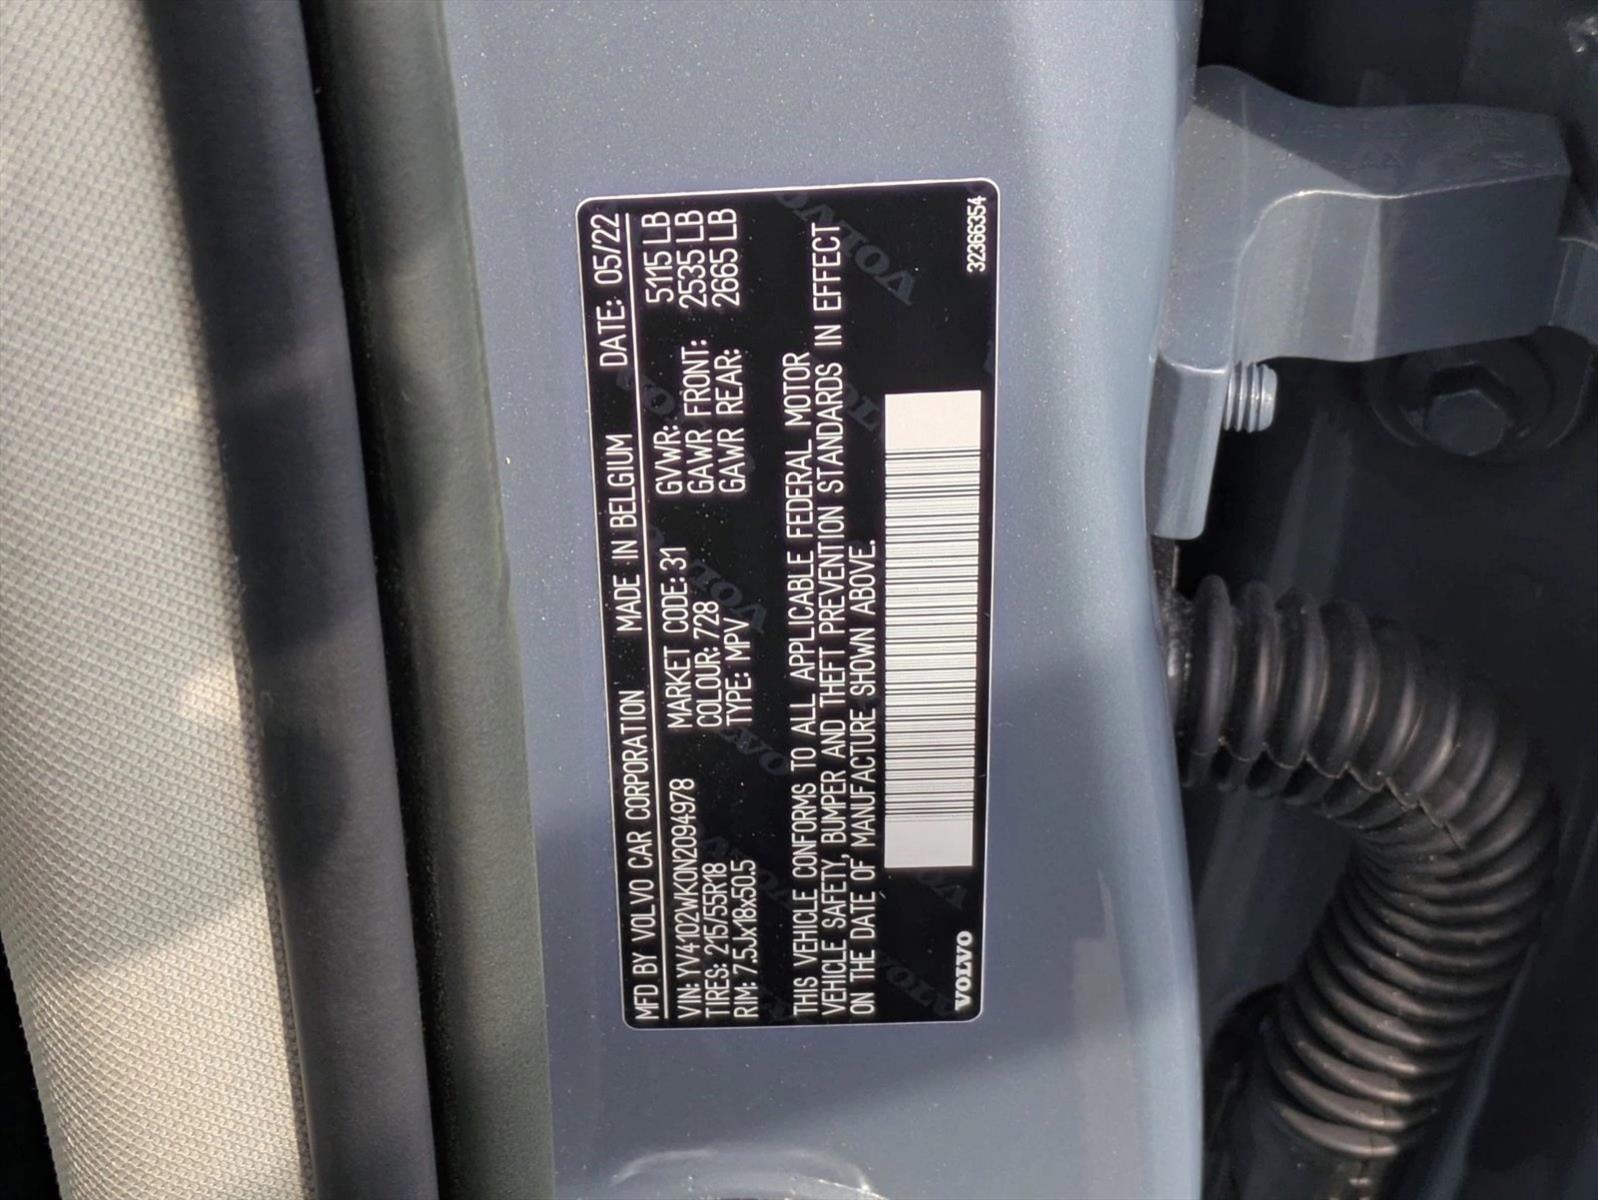 MFD BY VOLVO CAR CORPORATION MADE IN BELGIUM DATE: 05/22
VIN: YV4102WK0N2094978 MARKET CODE: 31 GVWR: 5115 LB
TIRES: 215/55R18 COLOUR: 728 GAWR FRONT: 2535 LB
RIM: 7.5Jx18x50.5 TYPE: MPV GAWR REAR: 2665 LB
THIS VEHICLE CONFORMS TO ALL APPLICABLE FEDERAL MOTOR
VEHICLE SAFETY, BUMPER AND THEFT PREVENTION STANDARDS IN EFFECT
ON THE DATE OF MANUFACTURE SHOWN ABOVE.
VOLVO 32366354